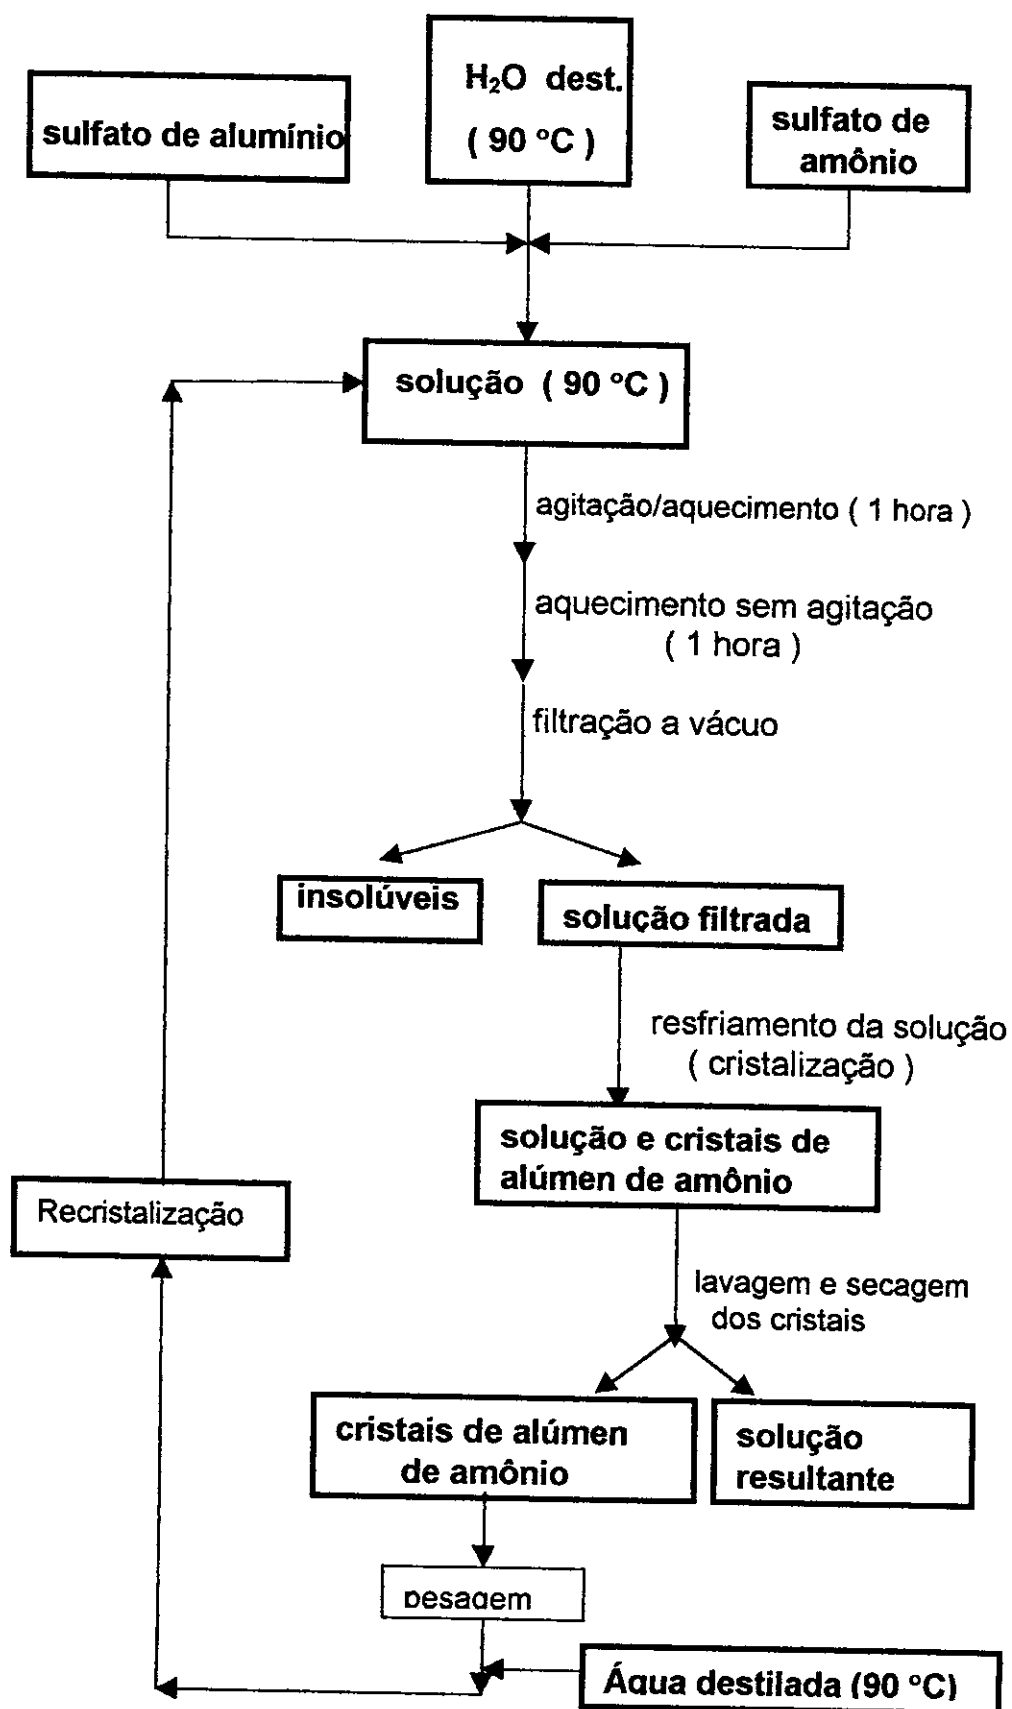 sulfato de alumínio
H₂O dest.
( 90 °C )
sulfato de
amônio
solução ( 90 °C )
agitação/aquecimento ( 1 hora )
aquecimento sem agitação
( 1 hora )
filtração a vácuo
insolúveis
solução filtrada
resfriamento da solução
( cristalização )
solução e cristais de
alúmen de amônio
Recristalização
lavagem e secagem
dos cristais
cristais de alúmen
de amônio
solução
resultante
pesagem
Água destilada (90 °C)